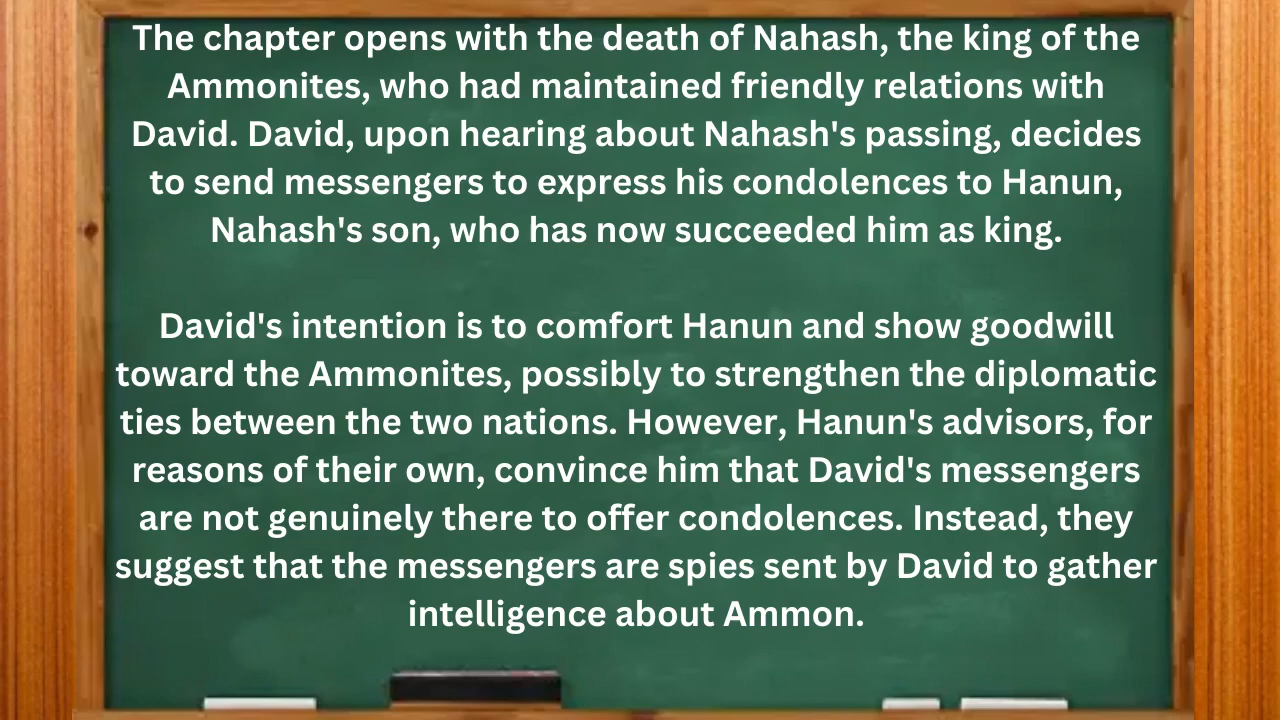 The chapter opens with the death of Nahash, the king of the
Ammonites, who had maintained friendly relations with
David. David, upon hearing about Nahash's passing, decides
to send messengers to express his condolences to Hanun,
Nahash's son, who has now succeeded him as king.
David's intention is to comfort Hanun and show goodwill
toward the Ammonites, possibly to strengthen the diplomatic
ties between the two nations. However, Hanun's advisors, for
reasons of their own, convince him that David's messengers
are not genuinely there to offer condolences. Instead, they
suggest that the messengers are spies sent by David to gather
intelligence about Ammon.